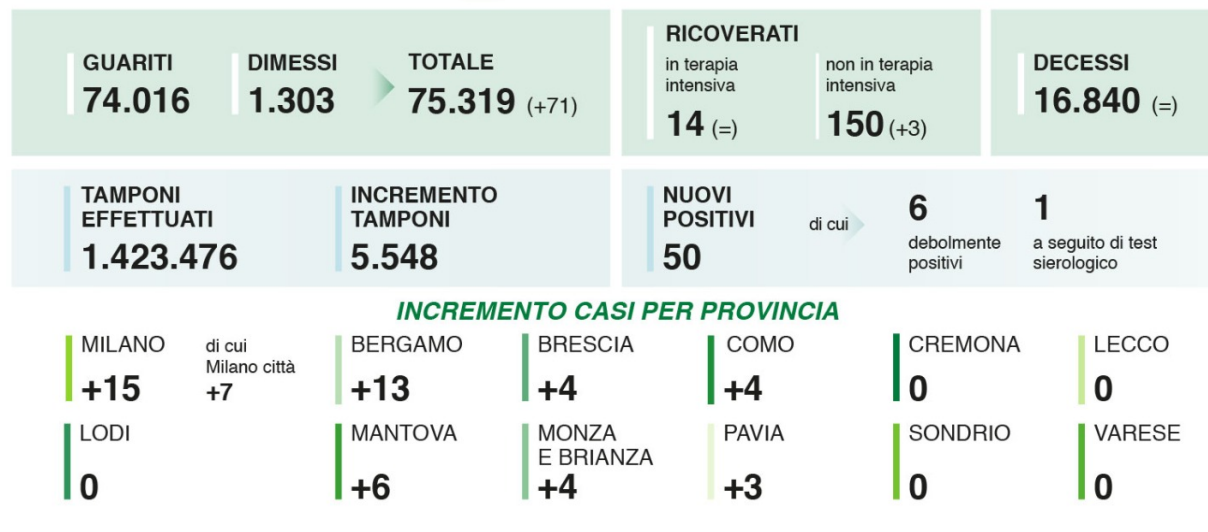 GUARITI
74.016
DIMESSI
1.303
TOTALE
75.319 (+71)
RICOVERATI
in terapia
intensiva
14 (=)
non in terapia
intensiva
150 (+3)
DECESSI
16.840 (=)
TAMPONI
EFFETTUATI
1.423.476
INCREMENTO
TAMPONI
5.548
NUOVI
POSITIVI
50
di cui
6
debolmente
positivi
1
a seguito di test
sierologico
INCREMENTO CASI PER PROVINCIA
MILANO
+15
di cui
Milano città
+7
BERGAMO
+13
BRESCIA
+4
COMO
+4
CREMONA
0
LECCO
0
LODI
0
MANTOVA
+6
MONZA
E BRIANZA
+4
PAVIA
+3
SONDRIO
0
VARESE
0